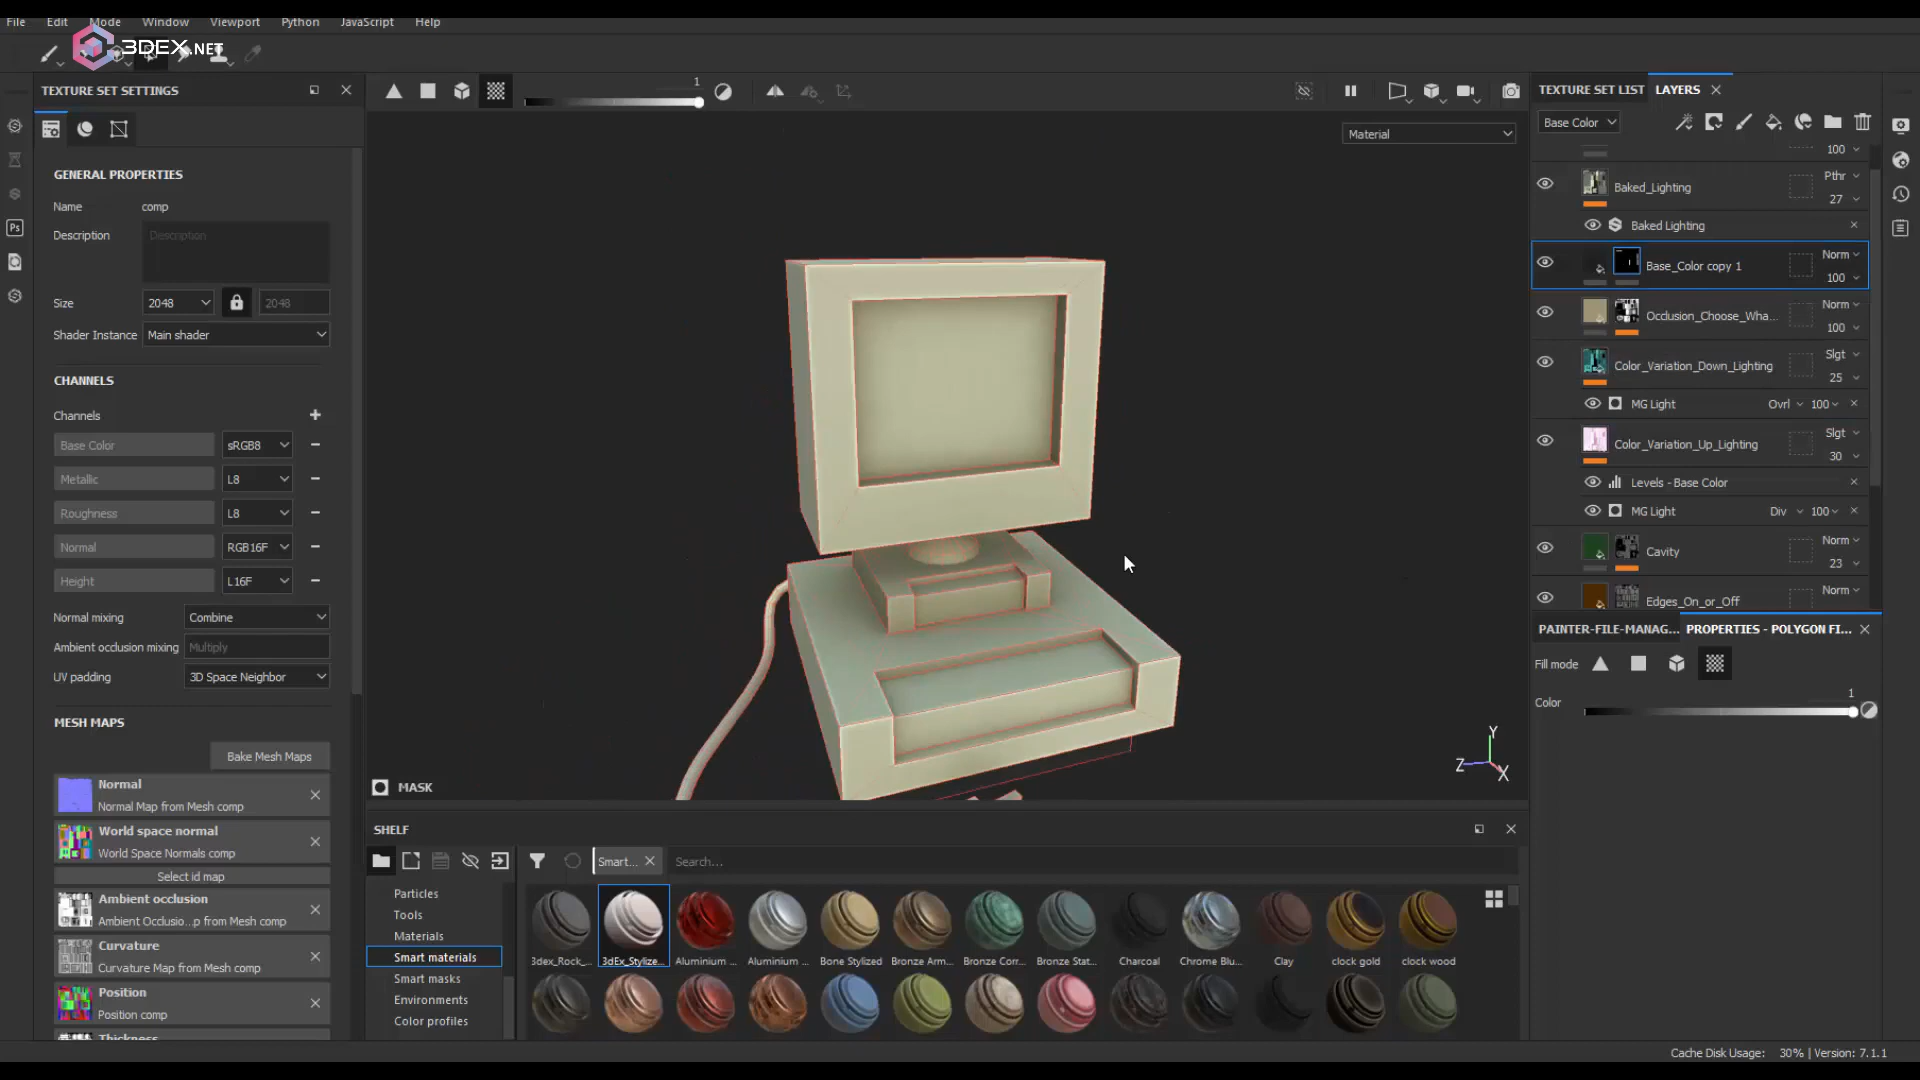 File Edit Mode Window Viewport Python JavaScript Help
3DEX.NET
TEXTURE SET SETTINGS
GENERAL PROPERTIES
Name comp
Description Description
Size 2048 2048
Shader Instance Main shader
CHANNELS
Channels
Base Color sRGB8
Metallic L8
Roughness L8
Normal RGB16F
Height L16F
Normal mixing Combine
Ambient occlusion mixing Multiply
UV padding 3D Space Neighbor
MESH MAPS
Bake Mesh Maps
Normal
Normal Map from Mesh comp
World space normal
World Space Normals comp
Select id map
Ambient occlusion
Ambient Occlusio...p from Mesh comp
Curvature
Curvature Map from Mesh comp
Position
Position comp
Thickness
1
Material
Y
Z X
MASK
SHELF
Smart... Search...
Particles
Tools
Materials
Smart materials
Smart masks
Environments
Color profiles
3dex_Rock_... 3dEx_Stylize... Aluminium ... Aluminium ... Bone Stylized Bronze Arm... Bronze Corr... Bronze Stat... Charcoal Chrome Blu... Clay clock gold clock wood
TEXTURE SET LIST LAYERS
Base Color
100
Baked_Lighting Pthr 27
Baked Lighting
Base_Color copy 1 Norm 100
Occlusion_Choose_Wha... Norm 100
Color_Variation_Down_Lighting Slgt 25
MG Light Ovrl 100
Color_Variation_Up_Lighting Slgt 30
Levels - Base Color
MG Light Div 100
Cavity Norm 23
Edges_On_or_Off Norm
PAINTER-FILE-MANAG... PROPERTIES - POLYGON FI...
Fill mode
Color 1
Cache Disk Usage: 30% | Version: 7.1.1